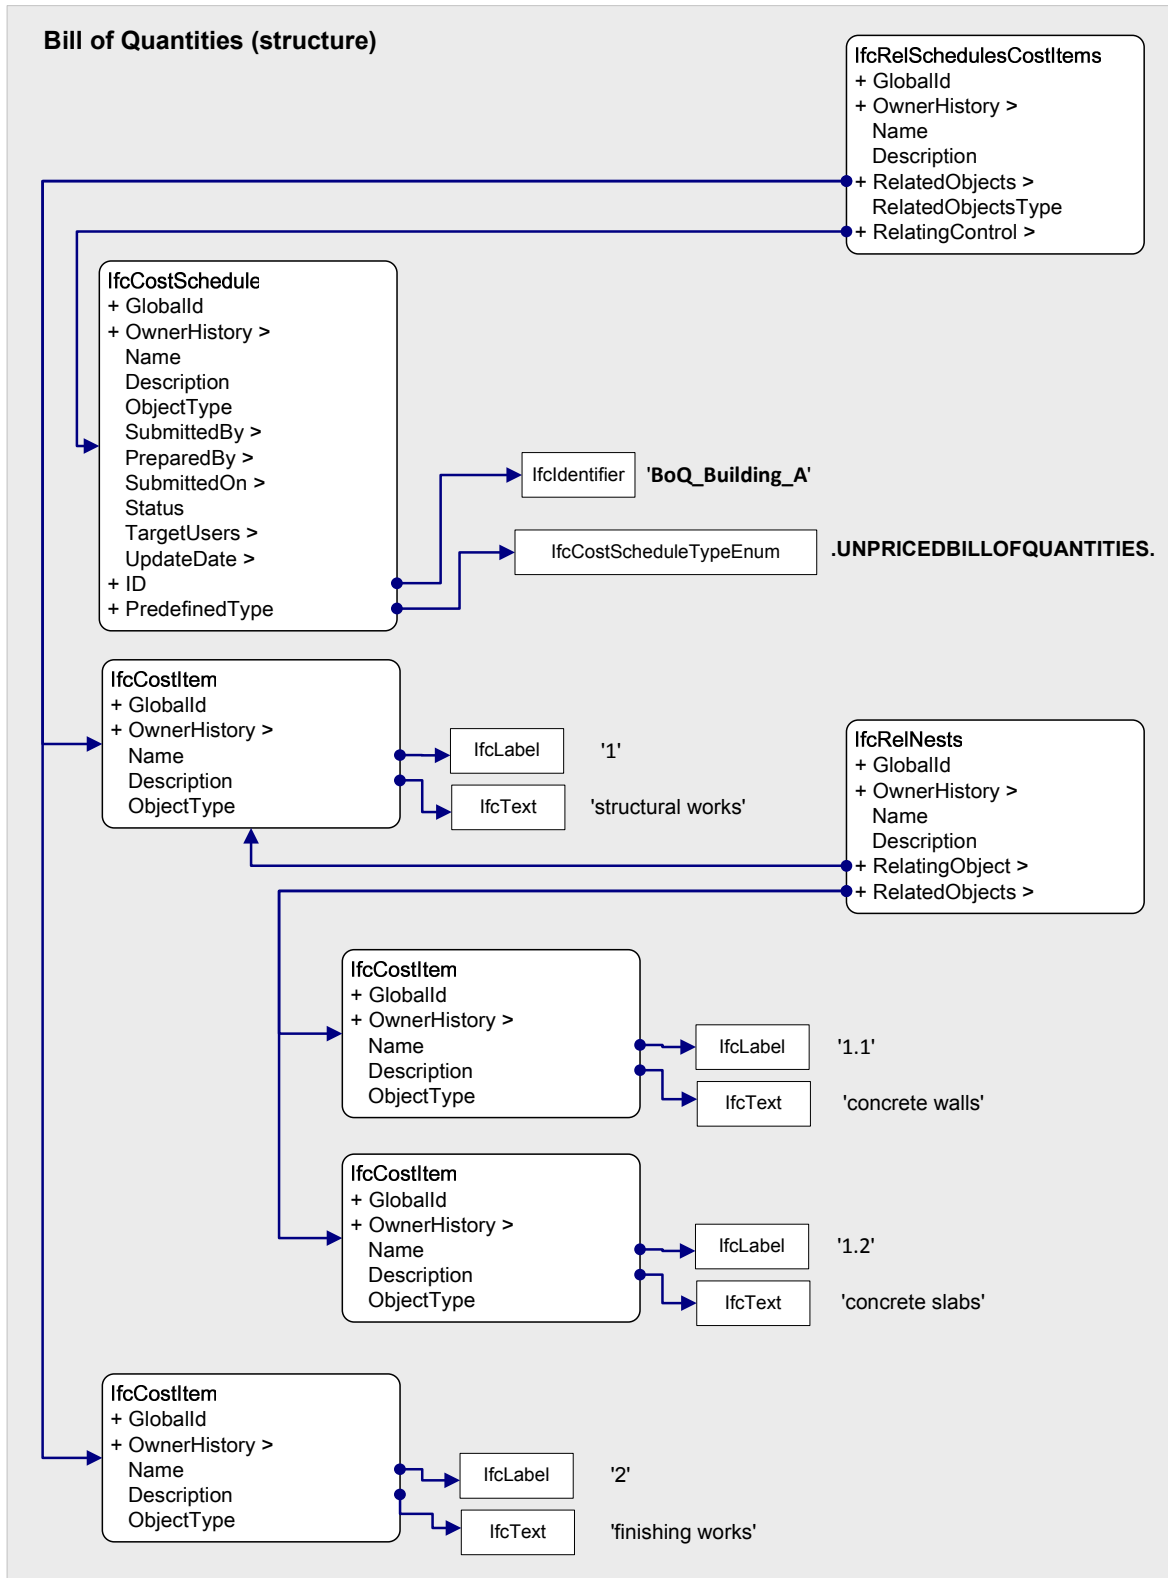 Bill of Quantities (structure)
IfcRelSchedulesCostItems
+ GlobalId
+ OwnerHistory >
Name
Description
+ RelatedObjects >
RelatedObjectsType
+ RelatingControl >
IfcCostSchedule
+ GlobalId
+ OwnerHistory >
Name
Description
ObjectType
SubmittedBy >
PreparedBy >
SubmittedOn >
Status
TargetUsers >
UpdateDate >
+ ID
+ PredefinedType
IfcIdentifier 'BoQ_Building_A'
IfcCostScheduleTypeEnum .UNPRICEDBILLOFQUANTITIES.
IfcCostItem
+ GlobalId
+ OwnerHistory >
Name
Description
ObjectType
IfcLabel '1'
IfcText 'structural works'
IfcRelNests
+ GlobalId
+ OwnerHistory >
Name
Description
+ RelatingObject >
+ RelatedObjects >
IfcCostItem
+ GlobalId
+ OwnerHistory >
Name
Description
ObjectType
IfcLabel '1.1'
IfcText 'concrete walls'
IfcCostItem
+ GlobalId
+ OwnerHistory >
Name
Description
ObjectType
IfcLabel '1.2'
IfcText 'concrete slabs'
IfcCostItem
+ GlobalId
+ OwnerHistory >
Name
Description
ObjectType
IfcLabel '2'
IfcText 'finishing works'